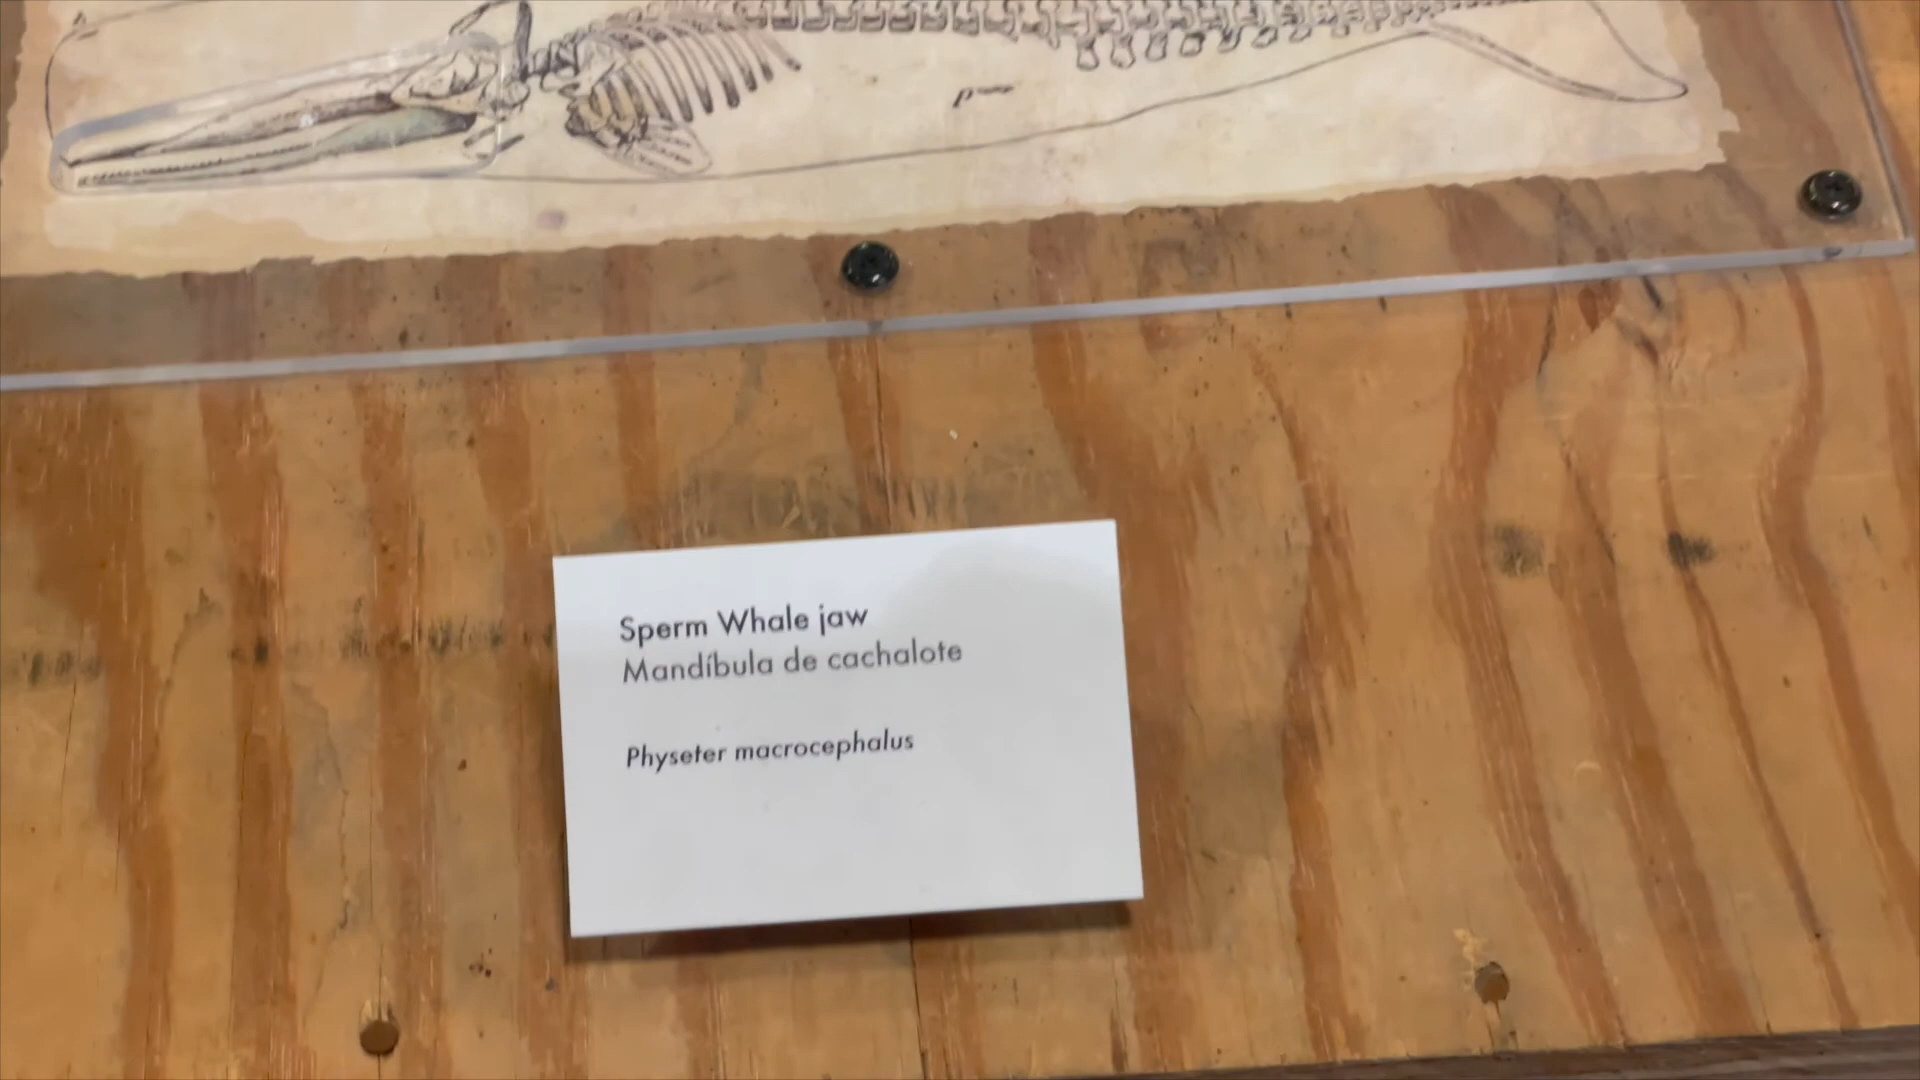 Sperm Whale jaw
Mandíbula de cachalote
Physeter macrocephalus